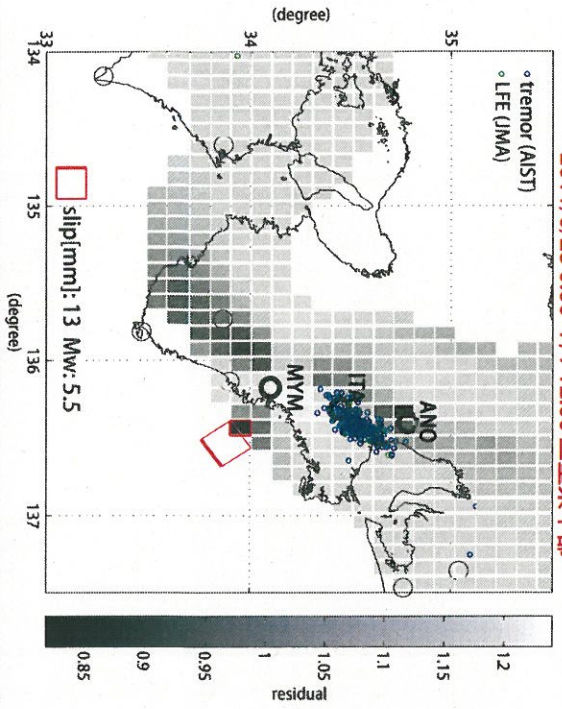 tremor (AIST)
LFE (JMA)
35
34
33
(degree)
ANO
ITA
MYM
slip[mm]: 13 Mw: 5.5
134
135
136
137
(degree)
1.2
1.15
1.1
1.05
1
0.95
0.9
0.85
residual